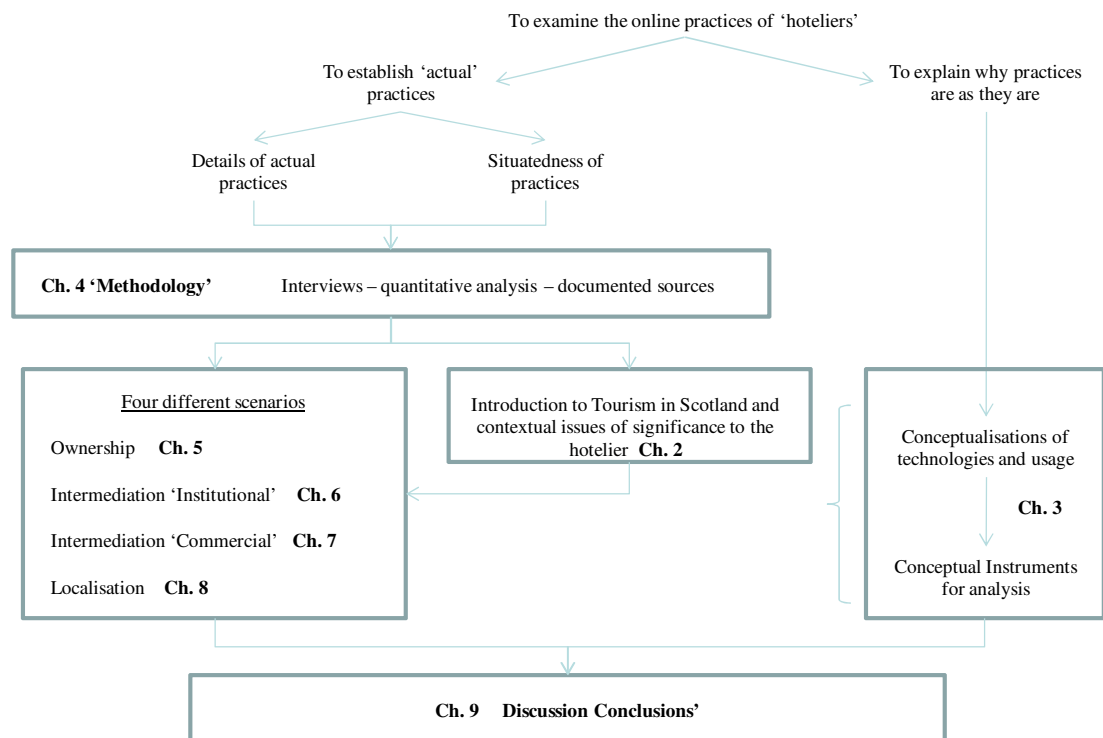 To examine the online practices of ‘hoteliers’
To establish ‘actual’
practices
To explain why practices
are as they are
Details of actual
practices
Situatedness of
practices
Ch. 4 ‘Methodology’ Interviews – quantitative analysis – documented sources
Four different scenarios
Ownership Ch. 5
Intermediation ‘Institutional’ Ch. 6
Intermediation ‘Commercial’ Ch. 7
Localisation Ch. 8
Introduction to Tourism in Scotland and
contextual issues of significance to the
hotelier Ch. 2
Conceptualisations of
technologies and usage
Ch. 3
Conceptual Instruments
for analysis
Ch. 9 Discussion Conclusions’